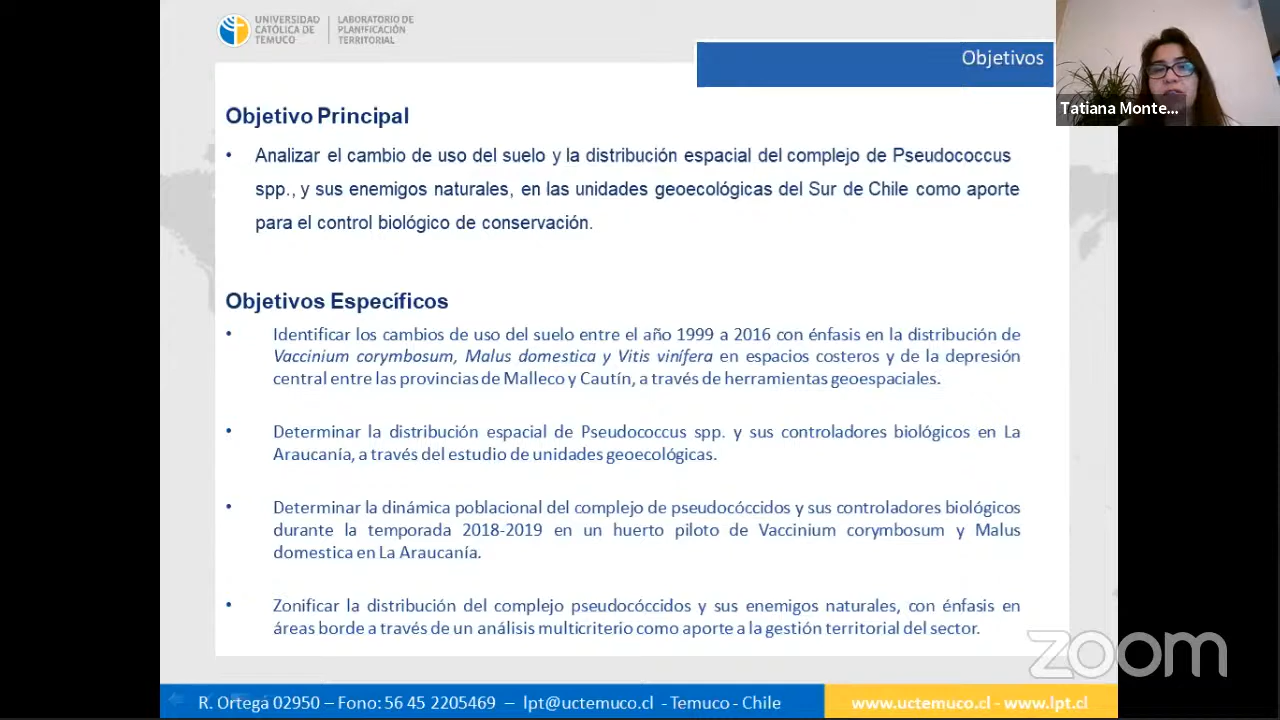 UNIVERSIDAD
CATÓLICA DE
TEMUCO
LABORATORIO DE
PLANIFICACIÓN
TERRITORIAL
Objetivos
Tatiana Monte...
Objetivo Principal
• Analizar el cambio de uso del suelo y la distribución espacial del complejo de Pseudococcus
spp., y sus enemigos naturales, en las unidades geoecológicas del Sur de Chile como aporte
para el control biológico de conservación.
Objetivos Específicos
• Identificar los cambios de uso del suelo entre el año 1999 a 2016 con énfasis en la distribución de
Vaccinium corymbosum, Malus domestica y Vitis vinífera en espacios costeros y de la depresión
central entre las provincias de Malleco y Cautín, a través de herramientas geoespaciales.
• Determinar la distribución espacial de Pseudococcus spp. y sus controladores biológicos en La
Araucanía, a través del estudio de unidades geoecológicas.
• Determinar la dinámica poblacional del complejo de pseudocóccidos y sus controladores biológicos
durante la temporada 2018-2019 en un huerto piloto de Vaccinium corymbosum y Malus
domestica en La Araucanía.
• Zonificar la distribución del complejo pseudocóccidos y sus enemigos naturales, con énfasis en
áreas borde a través de un análisis multicriterio como aporte a la gestión territorial del sector.
zoom
R. Ortega 02950 – Fono: 56 45 2205469 – lpt@uctemuco.cl - Temuco - Chile
www.uctemuco.cl - www.lpt.cl